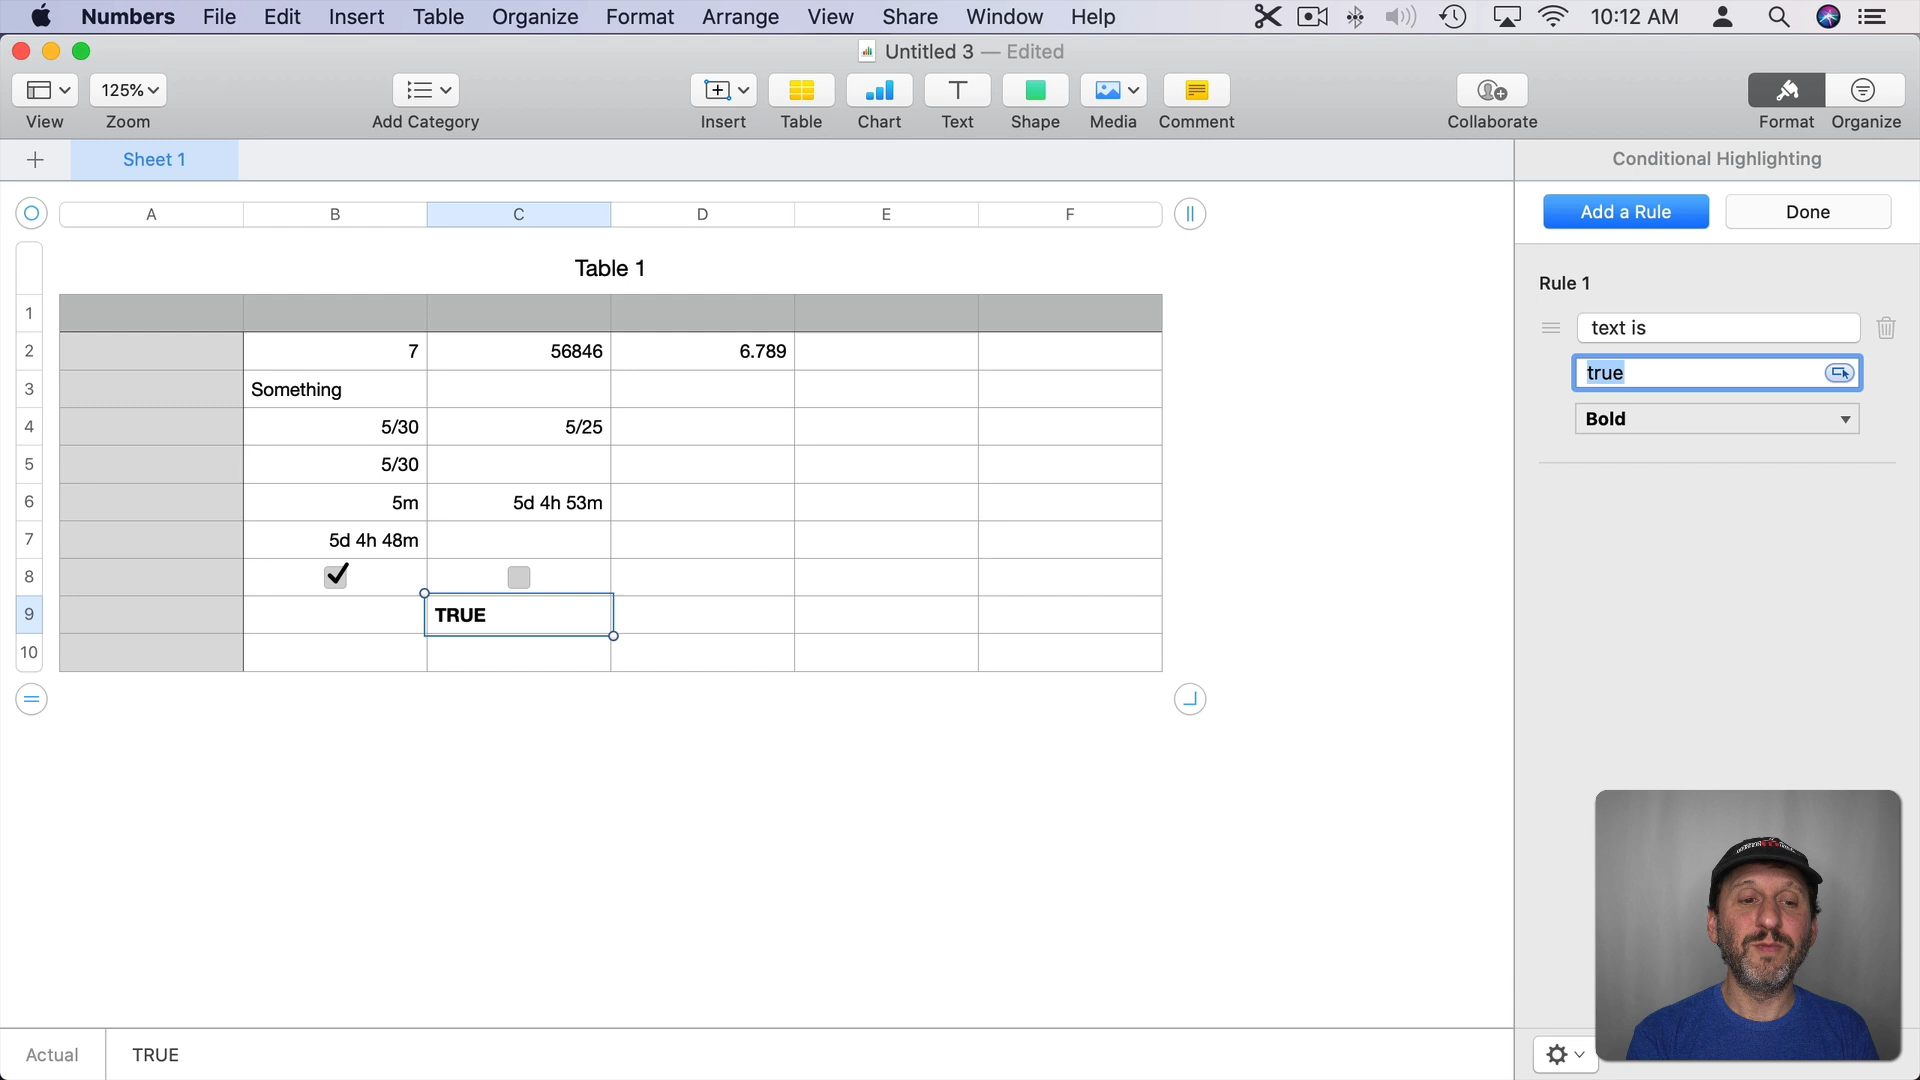 Numbers File Edit Insert Table Organize Format Arrange View Share Window Help 10:12 AM
Untitled 3 — Edited
125%
View Zoom Add Category Insert Table Chart Text Shape Media Comment Collaborate Format Organize
Sheet 1
Conditional Highlighting
Add a Rule Done
A B C D E F
Table 1
Rule 1
1
text is
2 7 56846 6.789
true
3 Something
Bold
4 5/30 5/25
5 5/30
6 5m 5d 4h 53m
7 5d 4h 48m
8
9 TRUE
10
Actual TRUE